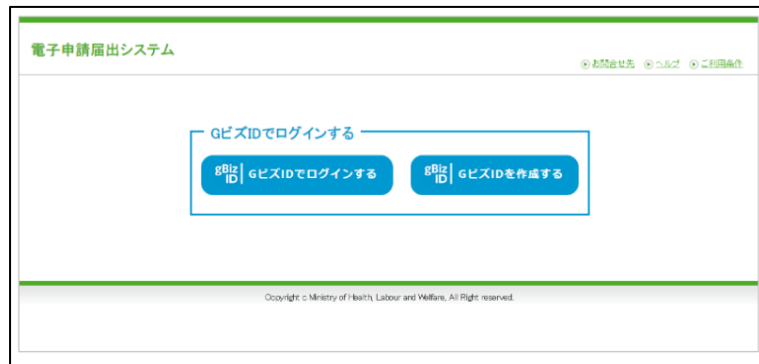 電子申請届出システム
お問合せ先 ヘルプ ご利用条件
GビズIDでログインする
gBiz ID GビズIDでログインする gBiz ID GビズIDを作成する
Copyright c Ministry of Health, Labour and Welfare, All Right reserved.